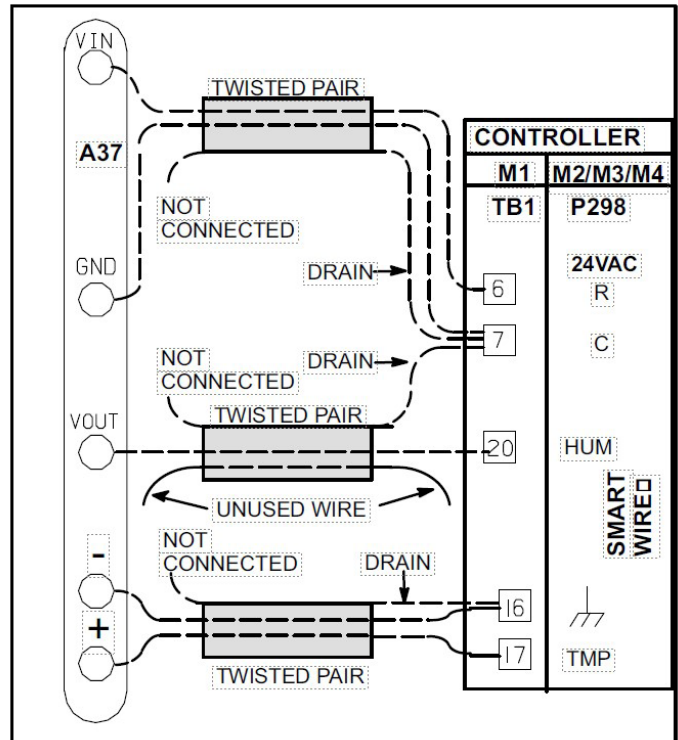 VIN
TWISTED PAIR
A37
CONTROLLER
M1 M2/M3/M4
TB1 P298
NOT
CONNECTED
GND
DRAIN
24VAC
6 R
7 C
NOT
CONNECTED
DRAIN
TWISTED PAIR
VOUT
20 HUM
UNUSED WIRE
SMART
WIRE□
NOT
CONNECTED
DRAIN
-
16
+
17 TMP
TWISTED PAIR